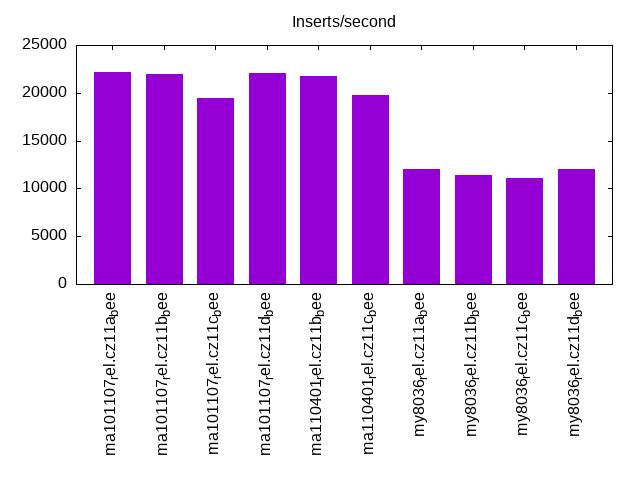 Inserts/second
25000
20000
15000
10000
5000
0
ma101107rel.cz11abee
ma101107rel.cz11bbee
ma101107rel.cz11cbee
ma101107rel.cz11dbee
ma110401rel.cz11bbee
ma110401rel.cz11cbee
my8036rel.cz11abee
my8036rel.cz11bbee
my8036rel.cz11cbee
my8036rel.cz11dbee